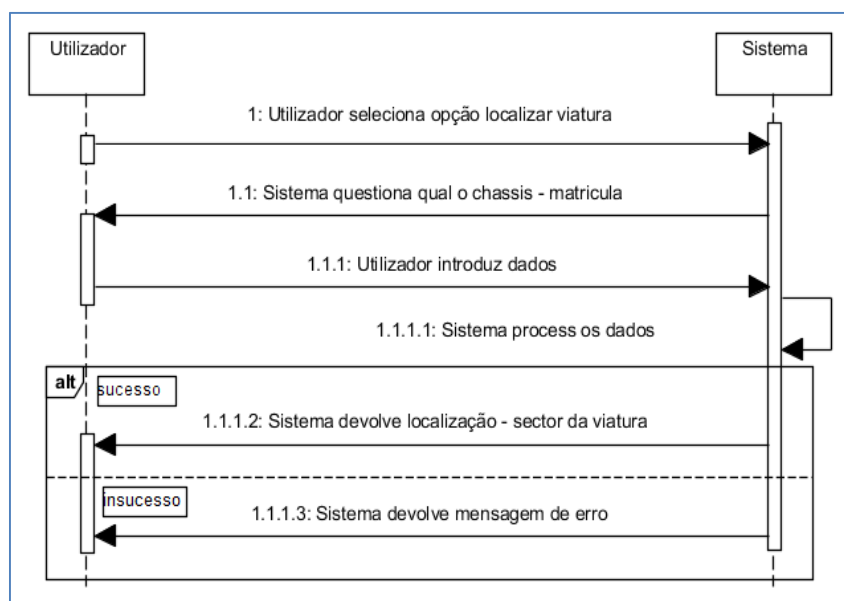 Utilizador
Sistema
1: Utilizador seleciona opção localizar viatura
1.1: Sistema questiona qual o chassis - matricula
1.1.1: Utilizador introduz dados
1.1.1.1: Sistema process os dados
alt
sucesso
1.1.1.2: Sistema devolve localização - sector da viatura
insucesso
1.1.1.3: Sistema devolve mensagem de erro